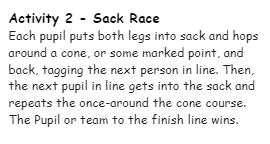 Activity 2 - Sack Race
Each pupil puts both legs into sack and hops
around a cone, or some marked point, and
back, tagging the next person in line. Then,
the next pupil in line gets into the sack and
repeats the once-around the cone course.
The Pupil or team to the finish line wins.